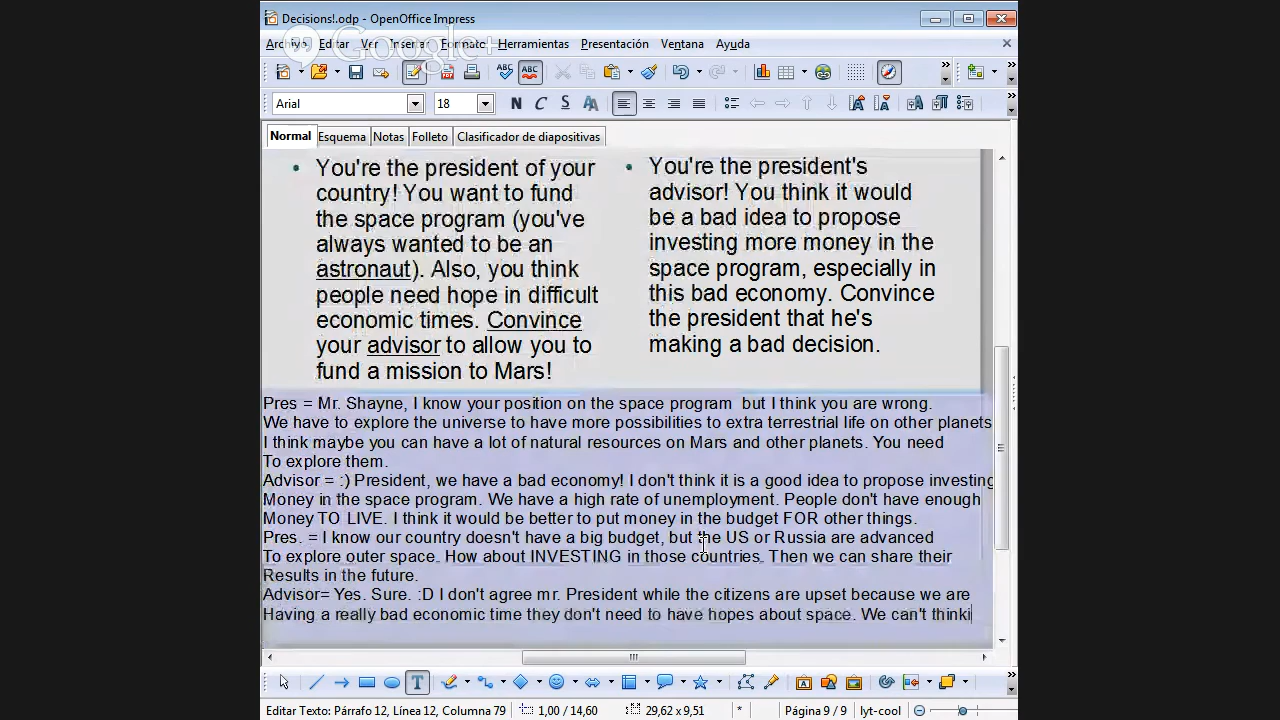 Decisions!.odp - OpenOffice Impress
Archivo Editar Ver Insertar Formato Herramientas Presentación Ventana Ayuda
Google+
Arial 18 N C S
Normal Esquema Notas Folleto Clasificador de diapositivas
• You're the president of your
country! You want to fund
the space program (you've
always wanted to be an
astronaut). Also, you think
people need hope in difficult
economic times. Convince
your advisor to allow you to
fund a mission to Mars!
• You're the president's
advisor! You think it would
be a bad idea to propose
investing more money in the
space program, especially in
this bad economy. Convince
the president that he's
making a bad decision.
Pres = Mr. Shayne, I know your position on the space program but I think you are wrong.
We have to explore the universe to have more possibilities to extra terrestrial life on other planets
I think maybe you can have a lot of natural resources on Mars and other planets. You need
To explore them.
Advisor = :) President, we have a bad economy! I don't think it is a good idea to propose investing
Money in the space program. We have a high rate of unemployment. People don't have enough
Money TO LIVE. I think it would be better to put money in the budget FOR other things.
Pres. = I know our country doesn't have a big budget, but the US or Russia are advanced
To explore outer space. How about INVESTING in those countries. Then we can share their
Results in the future.
Advisor= Yes. Sure. :D I don't agree mr. President while the citizens are upset because we are
Having a really bad economic time they don't need to have hopes about space. We can't thinki
Editar Texto: Párrafo 12, Línea 12, Columna 79 1,00 / 14,60 29,62 x 9,51 * Página 9 / 9 lyt-cool